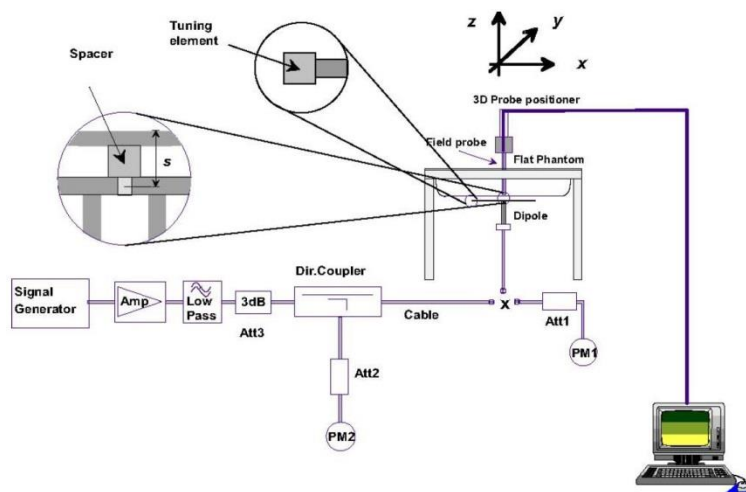 Tuning
element
Spacer
s
z
y
x
3D Probe positioner
Field probe
Flat Phantom
Dipole
Dir.Coupler
Signal
Generator
Amp
Low
Pass
3dB
Att3
Cable
x
Att1
PM1
Att2
PM2